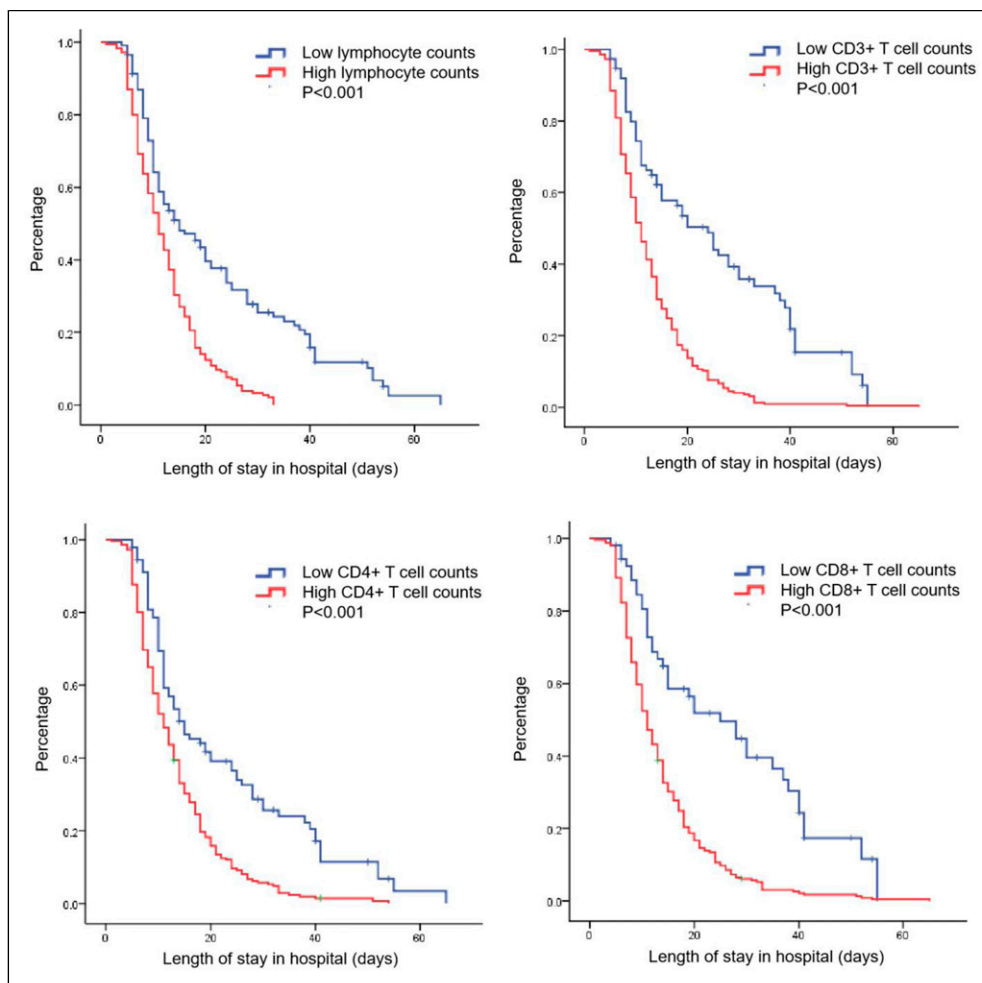 1.0
0.8
0.6
0.4
0.2
0.0
Percentage
Low lymphocyte counts
High lymphocyte counts
P<0.001
0 20 40 60
Length of stay in hospital (days)
1.0
0.8
0.6
0.4
0.2
0.0
Percentage
Low CD3+ T cell counts
High CD3+ T cell counts
P<0.001
0 20 40 60
Length of stay in hospital (days)
1.0
0.8
0.6
0.4
0.2
0.0
Percentage
Low CD4+ T cell counts
High CD4+ T cell counts
P<0.001
0 20 40 60
Length of stay in hospital (days)
1.0
0.8
0.6
0.4
0.2
0.0
Percentage
Low CD8+ T cell counts
High CD8+ T cell counts
P<0.001
0 20 40 60
Length of stay in hospital (days)